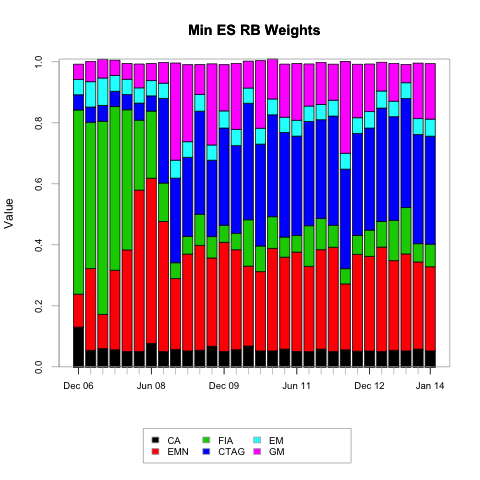 Min ES RB Weights
Value
1.0
0.8
0.6
0.4
0.2
0.0
Dec 06 Jun 08 Dec 09 Jun 11 Dec 12 Jan 14
CA FIA EM
EMN CTAG GM